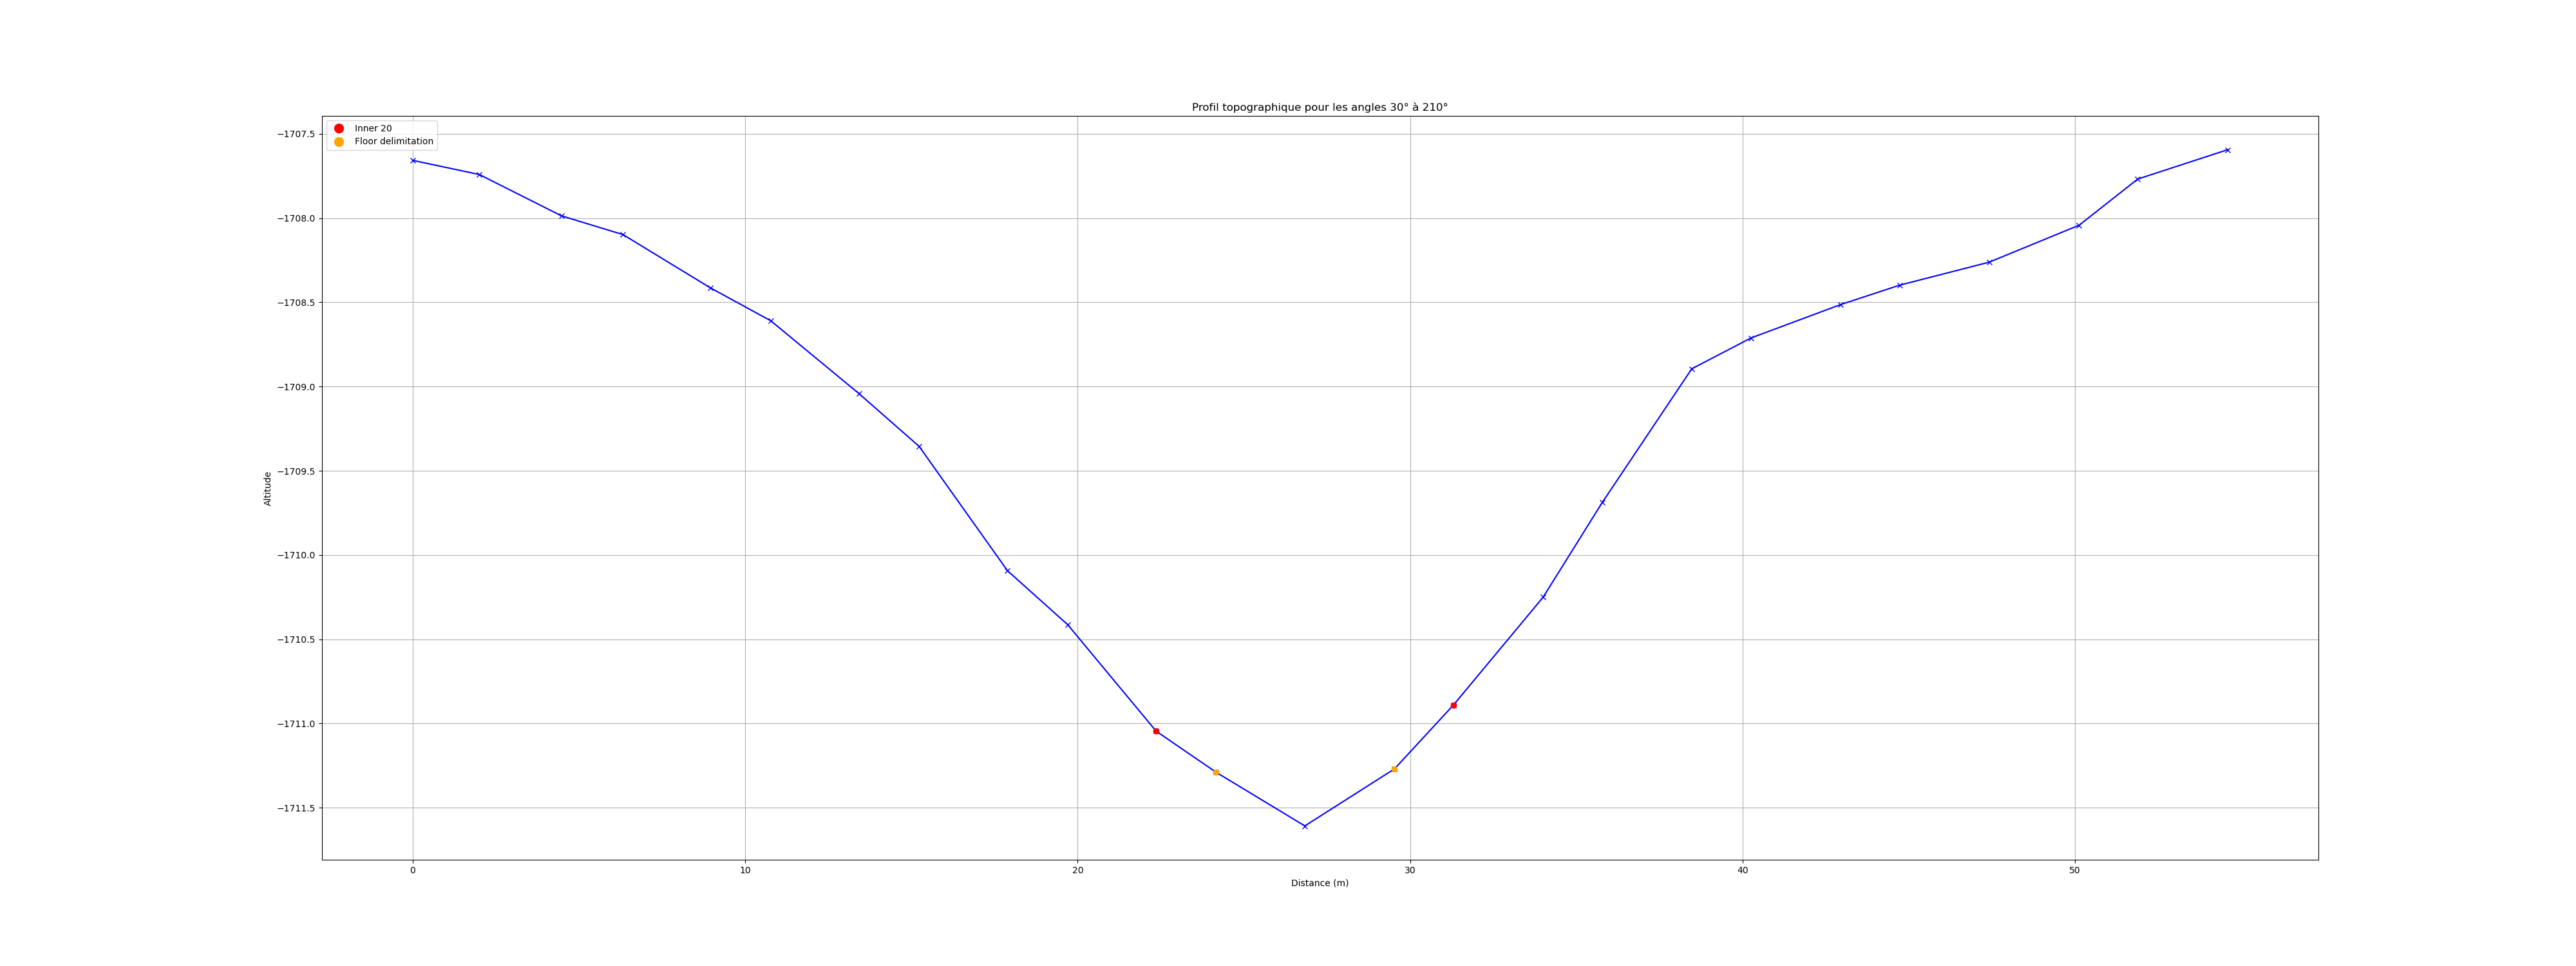 Profil topographique pour les angles 30° à 210°
Inner 20
Floor delimitation
−1707.5
−1708.0
−1708.5
−1709.0
−1709.5
−1710.0
−1710.5
−1711.0
−1711.5
Altitude
0 10 20 30 40 50
Distance (m)